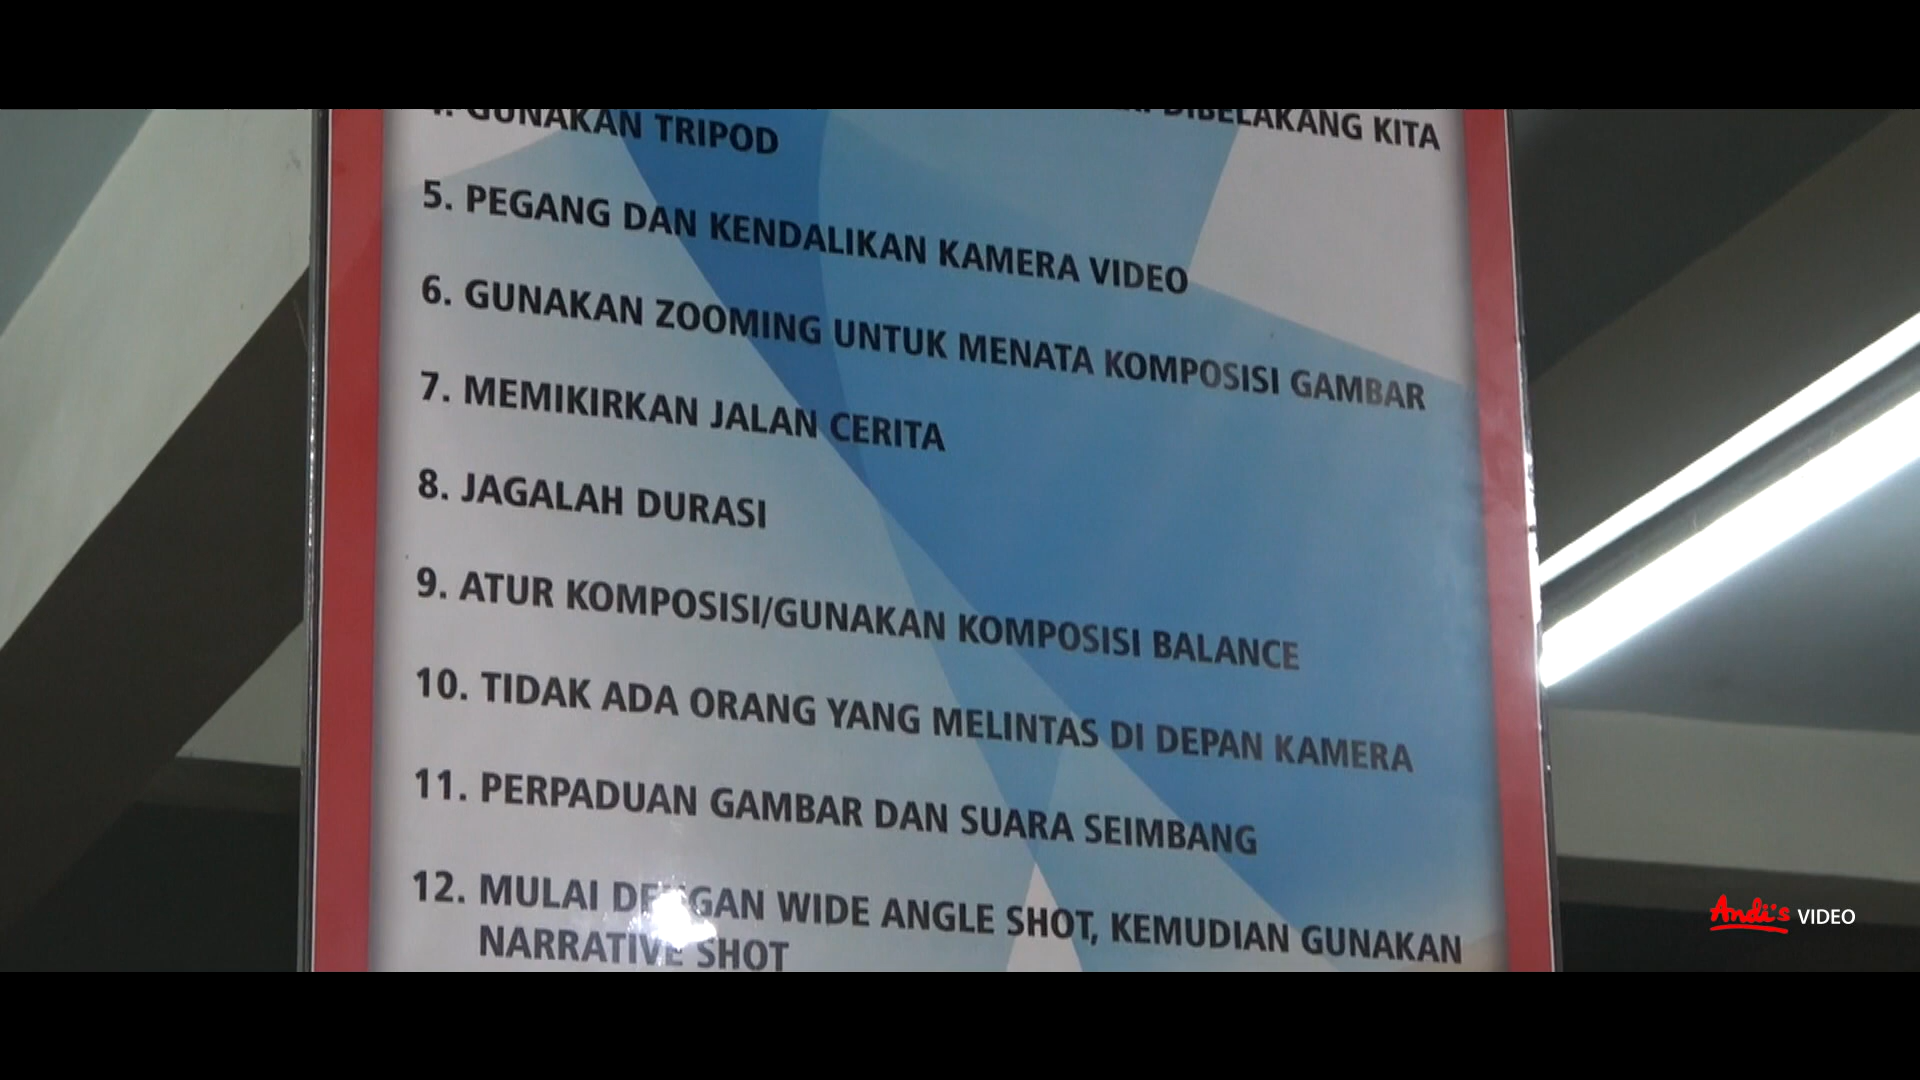 DIBELAKANG KITA
4. GUNAKAN TRIPOD
5. PEGANG DAN KENDALIKAN KAMERA VIDEO
6. GUNAKAN ZOOMING UNTUK MENATA KOMPOSISI GAMBAR
7. MEMIKIRKAN JALAN CERITA
8. JAGALAH DURASI
9. ATUR KOMPOSISI/GUNAKAN KOMPOSISI BALANCE
10. TIDAK ADA ORANG YANG MELINTAS DI DEPAN KAMERA
11. PERPADUAN GAMBAR DAN SUARA SEIMBANG
12. MULAI DENGAN WIDE ANGLE SHOT, KEMUDIAN GUNAKAN
NARRATIVE SHOT
Andi's VIDEO